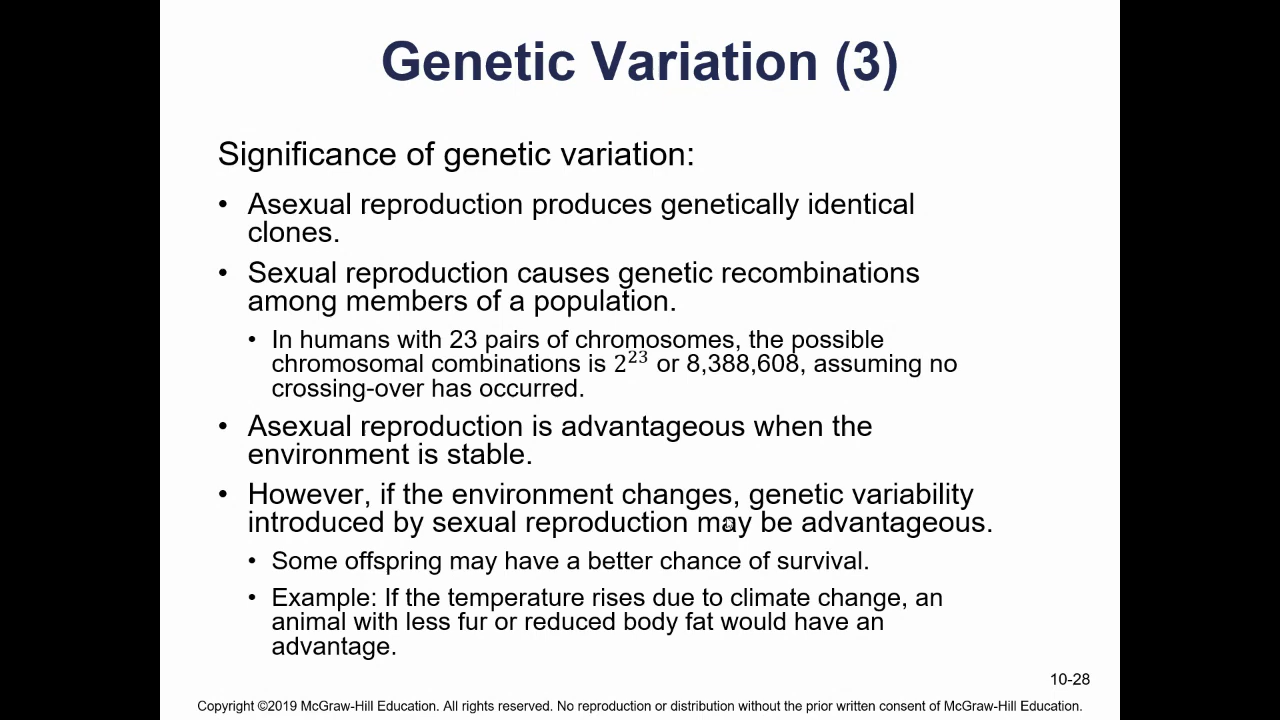 Genetic Variation (3)
Significance of genetic variation:
• Asexual reproduction produces genetically identical
clones.
• Sexual reproduction causes genetic recombinations
among members of a population.
• In humans with 23 pairs of chromosomes, the possible
chromosomal combinations is 2²³ or 8,388,608, assuming no
crossing-over has occurred.
• Asexual reproduction is advantageous when the
environment is stable.
• However, if the environment changes, genetic variability
introduced by sexual reproduction may be advantageous.
• Some offspring may have a better chance of survival.
• Example: If the temperature rises due to climate change, an
animal with less fur or reduced body fat would have an
advantage.
10-28
Copyright ©2019 McGraw-Hill Education. All rights reserved. No reproduction or distribution without the prior written consent of McGraw-Hill Education.